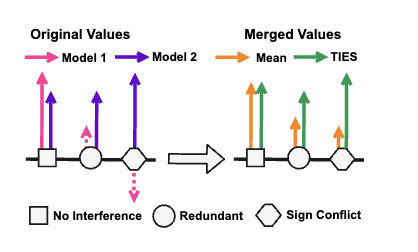 Original Values
Merged Values
Model 1
Model 2
Mean
TIES
No Interference
Redundant
Sign Conflict